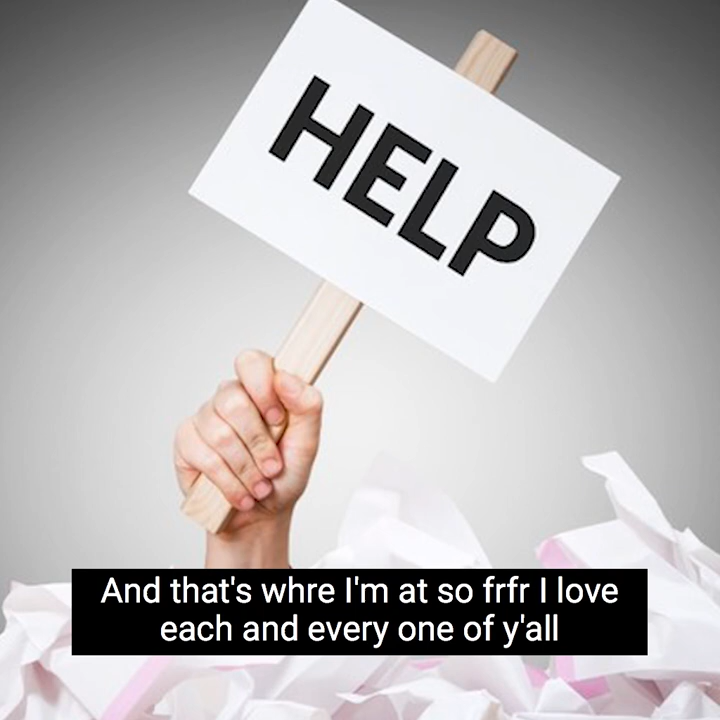 HELP
And that's whre I'm at so frfr I love
each and every one of y'all